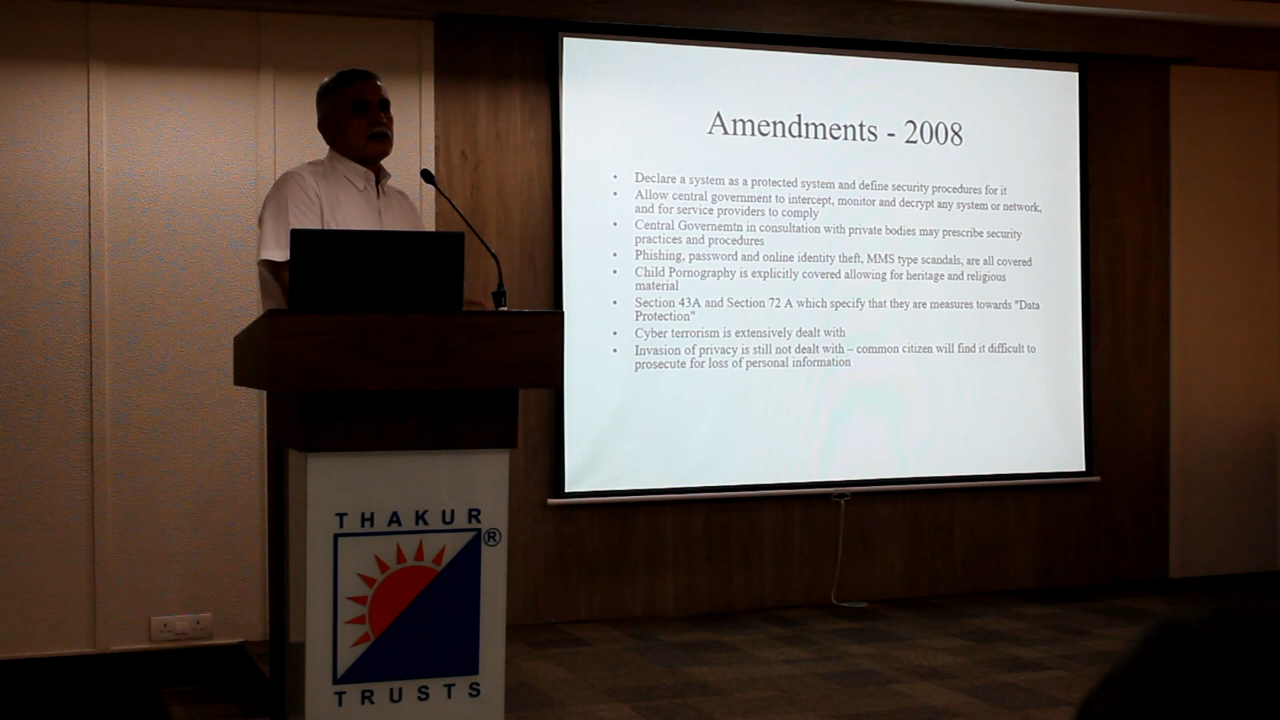 Amendments - 2008
• Declare a system as a protected system and define security procedures for it
• Allow central government to intercept, monitor and decrypt any system or network,
and for service providers to comply
• Central Governemtn in consultation with private bodies may prescribe security
practices and procedures
• Phishing, password and online identity theft, MMS type scandals, are all covered
• Child Pornography is explicitly covered allowing for heritage and religious
material
• Section 43A and Section 72 A which specify that they are measures towards "Data
Protection"
• Cyber terrorism is extensively dealt with
• Invasion of privacy is still not dealt with – common citizen will find it difficult to
prosecute for loss of personal information
THAKUR
®
TRUSTS